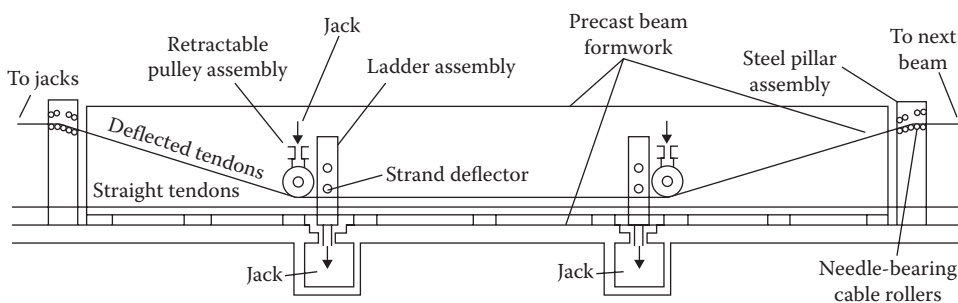 Jack
Precast beam
formwork
To next
beam
Retractable
pulley assembly
Steel pillar
assembly
Ladder assembly
To jacks
Deflected tendons
Strand deflector
Straight tendons
Jack
Jack
Needle-bearing
cable rollers